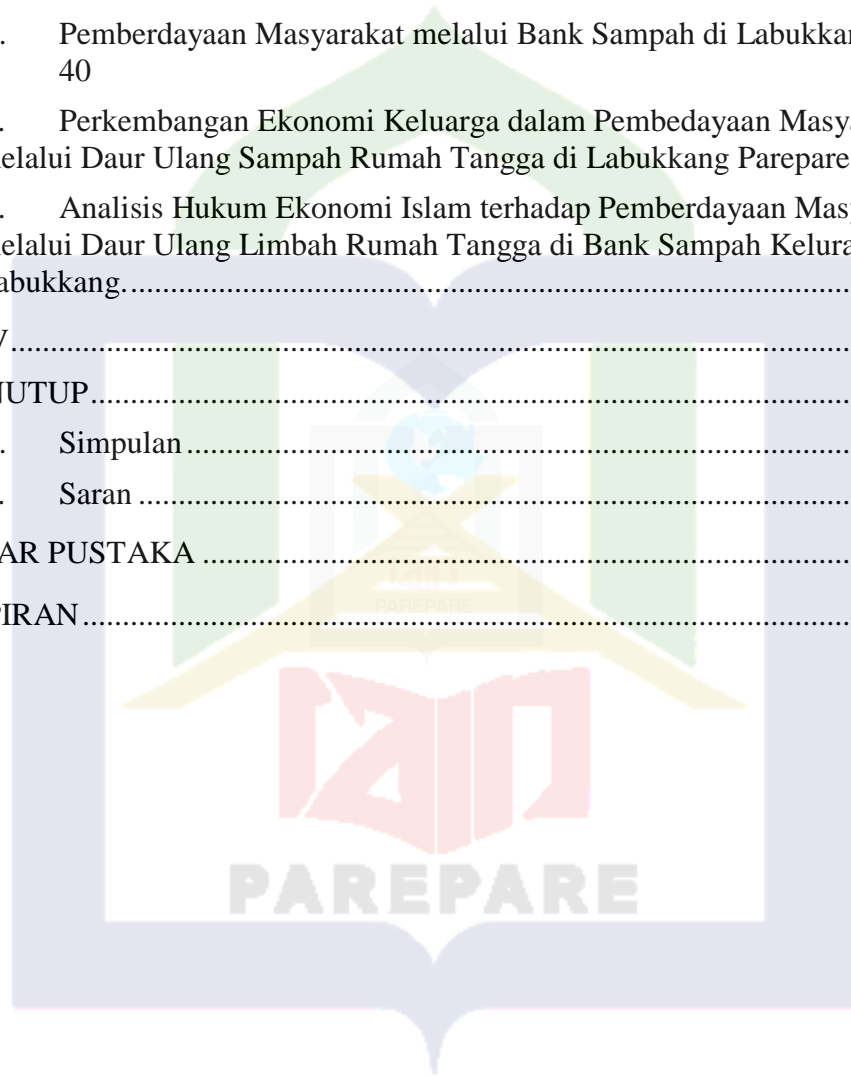 . Pemberdayaan Masyarakat melalui Bank Sampah di Labukkan
40
. Perkembangan Ekonomi Keluarga dalam Pembedayaan Masya
elalui Daur Ulang Sampah Rumah Tangga di Labukkang Parepare
. Analisis Hukum Ekonomi Islam terhadap Pemberdayaan Mas
elalui Daur Ulang Limbah Rumah Tangga di Bank Sampah Kelura
abukkang.
V
NUTUP
. Simpulan
. Saran
AR PUSTAKA
PIRAN
PAREPARE
iain
PAREPARE